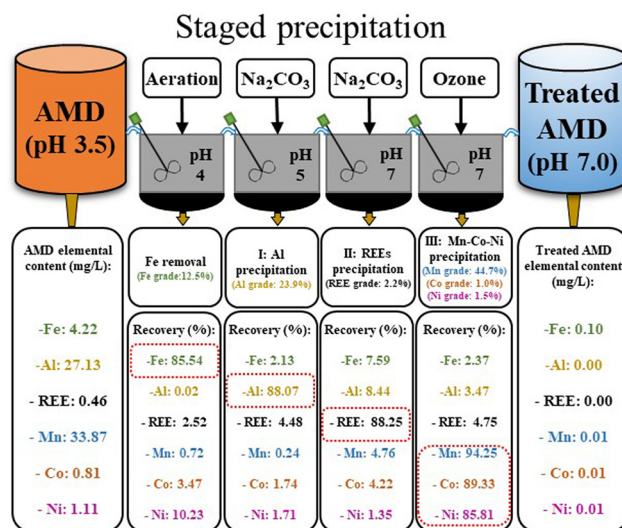 Staged precipitation
AMD
(pH 3.5)
Aeration
Na₂CO₃
Na₂CO₃
Ozone
Treated
AMD
(pH 7.0)
pH
4
pH
5
pH
7
pH
7
AMD elemental
content (mg/L):
-Fe: 4.22
-Al: 27.13
- REE: 0.46
- Mn: 33.87
- Co: 0.81
- Ni: 1.11
Fe removal
(Fe grade:12.5%)
Recovery (%):
-Fe: 85.54
-Al: 0.02
- REE: 2.52
- Mn: 0.72
- Co: 3.47
- Ni: 10.23
I: Al
precipitation
(Al grade: 23.9%)
Recovery (%):
-Fe: 2.13
-Al: 88.07
- REE: 4.48
- Mn: 0.24
- Co: 1.74
- Ni: 1.71
II: REEs
precipitation
(REE grade: 2.2%)
Recovery (%):
-Fe: 7.59
-Al: 8.44
- REE: 88.25
- Mn: 4.76
- Co: 4.22
- Ni: 1.35
III: Mn-Co-Ni
precipitation
(Mn grade: 44.7%)
(Co grade: 1.0%)
(Ni grade: 1.5%)
Recovery (%):
-Fe: 2.37
-Al: 3.47
- REE: 4.75
- Mn: 94.25
- Co: 89.33
- Ni: 85.81
Treated AMD
elemental content
(mg/L):
-Fe: 0.10
-Al: 0.00
- REE: 0.00
- Mn: 0.01
- Co: 0.01
- Ni: 0.01